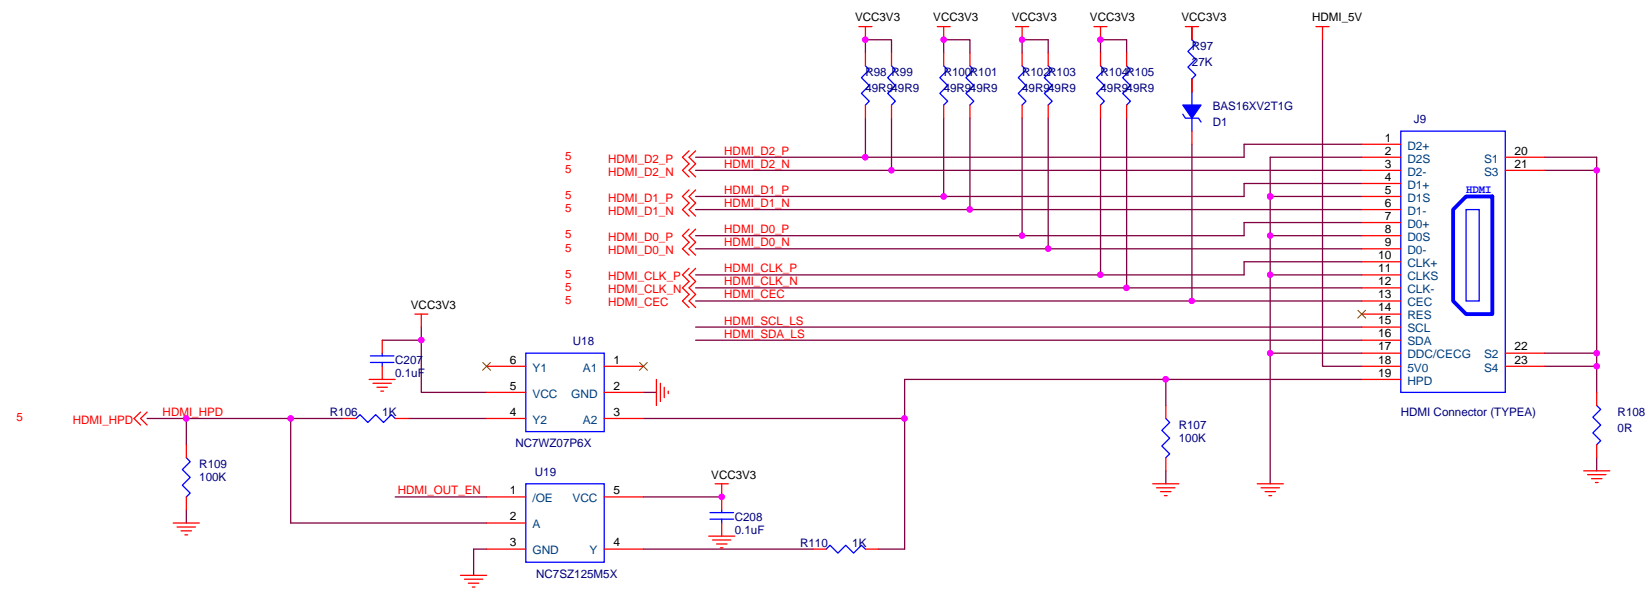 VCC3V3 VCC3V3 VCC3V3 VCC3V3 VCC3V3 HDMI_5V
R97
27K
R98 R99 R100 R101 R102 R103 R104 R105
49R9 49R9 49R9 49R9 49R9 49R9 49R9 49R9
BAS16XV2T1G
D1
J9
5 HDMI_D2_P HDMI_D2_P
5 HDMI_D2_N HDMI_D2_N
5 HDMI_D1_P HDMI_D1_P
5 HDMI_D1_N HDMI_D1_N
5 HDMI_D0_P HDMI_D0_P
5 HDMI_D0_N HDMI_D0_N
5 HDMI_CLK_P HDMI_CLK_P
5 HDMI_CLK_N HDMI_CLK_N
5 HDMI_CEC HDMI_CEC
HDMI_SCL_LS
HDMI_SDA_LS
1 D2+
2 D2S S1 20
3 D2- S3 21
4 D1+
HDMI
5 D1S
6 D1-
7 D0+
8 D0S
9 D0-
10 CLK+
11 CLKS
12 CLK-
13 CEC
14 RES
15 SCL
16 SDA
17 DDC/CECG S2 22
18 5V0 S4 23
19 HPD
HDMI Connector (TYPEA)
R108
0R
R107
100K
VCC3V3
C207
0.1uF
U18
6 Y1 A1 1
5 VCC GND 2
4 Y2 A2 3
NC7WZ07P6X
5 HDMI_HPD HDMI_HPD
R106 1K
R109
100K
U19
HDMI_OUT_EN
1 /OE VCC 5
2 A
3 GND Y 4
NC7SZ125M5X
VCC3V3
C208
0.1uF
R110 1K